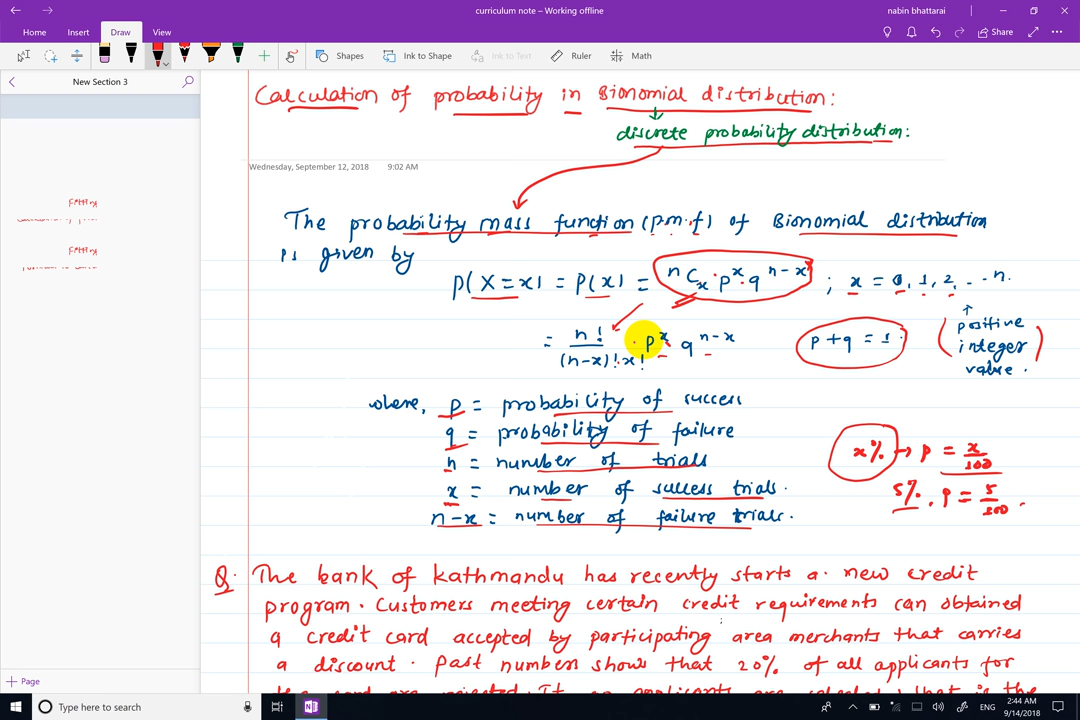 curriculum note – Working offline
nabin bhattarai
Home Insert Draw View
Share
Shapes Ink to Shape Ink to Text Ruler Math
New Section 3
Calculation of probability in Bionomial distribution:
discrete probability distribution:
Wednesday, September 12, 2018 9:02 AM
The probability mass function (p.m.f) of Bionomial distribution
is given by
P(X=x) = P(x) = nCx · p^x · q^n-x ; x = 0, 1, 2, ... n.
= n! / (n-x)! · x! · p^x q^n-x
p+q = 1.
(positive
integer
value.)
where, p = probability of success
q = probability of failure
n = number of trials
x = number of success trials.
n-x = number of failure trials.
x% → p = x/100
5%, p = 5/100.
Q. The bank of Kathmandu has recently starts a new credit
program. Customers meeting certain credit requirements can obtained
a credit card accepted by participating area merchants that carries
a discount. Past numbers shows that 20% of all applicants for
+ Page
Type here to search
ENG
2:44 AM
9/14/2018